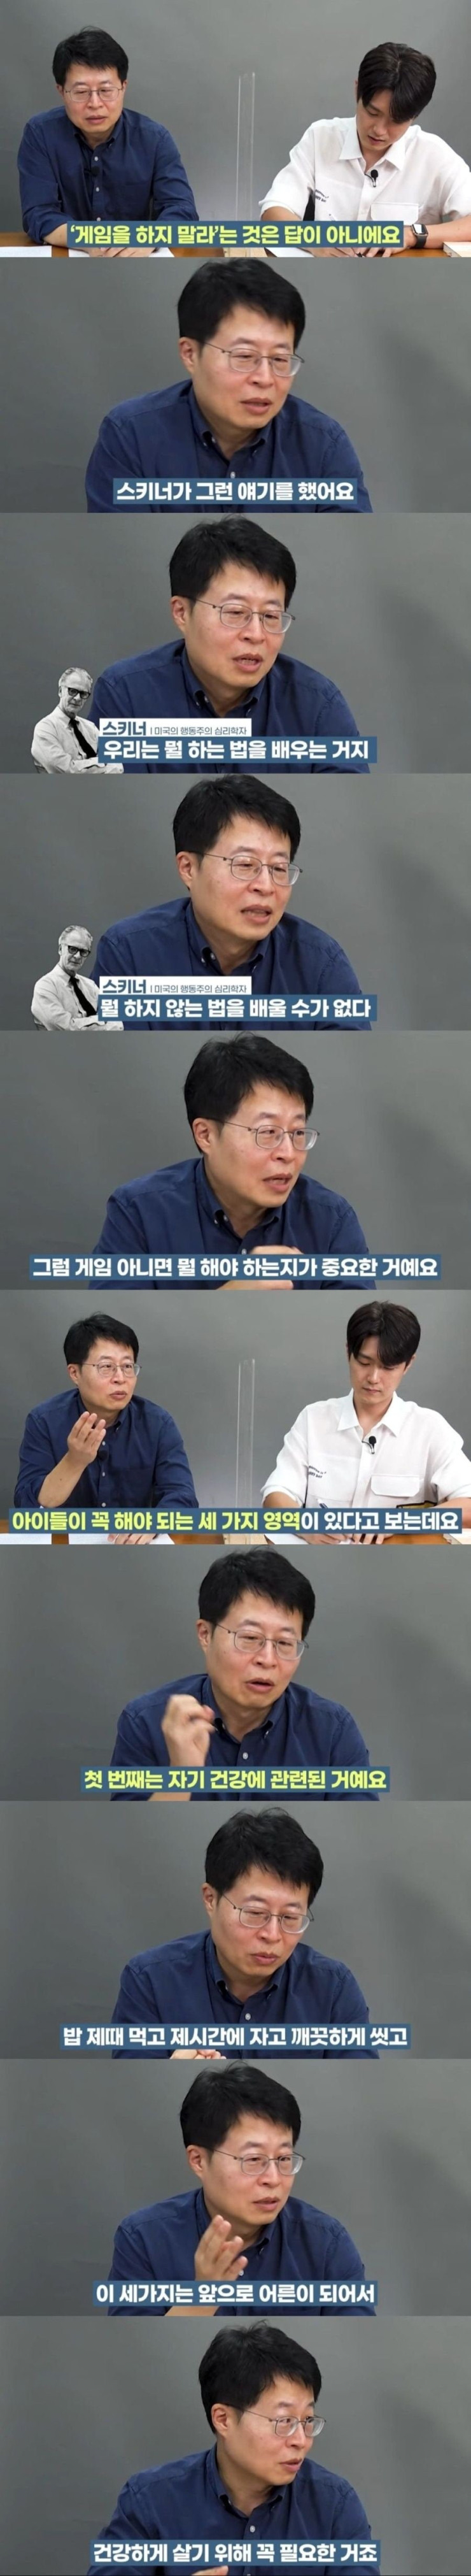 ‘게임을 하지 말라’는 것은 답이 아니에요
스키너가 그런 얘기를 했어요
스키너 | 미국의 행동주의 심리학자
우리는 뭘 하는 법을 배우는 거지
스키너 | 미국의 행동주의 심리학자
뭘 하지 않는 법을 배울 수가 없다
그럼 게임 아니면 뭘 해야 하는지가 중요한 거예요
아이들이 꼭 해야 되는 세 가지 영역이 있다고 보는데요
첫 번째는 자기 건강에 관련된 거예요
밥 제때 먹고 제시간에 자고 깨끗하게 씻고
이 세가지는 앞으로 어른이 되어서
건강하게 살기 위해 꼭 필요한 거죠